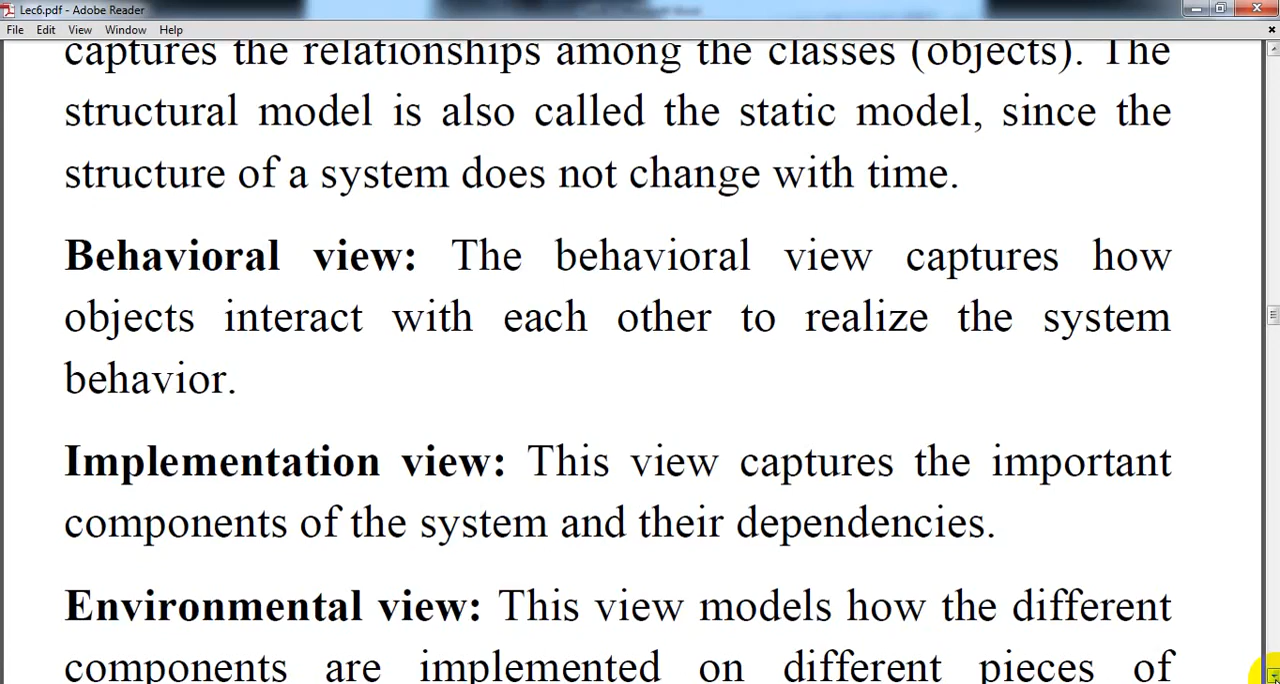 Lec6.pdf - Adobe Reader
File Edit View Window Help
captures the relationships among the classes (objects). The
structural model is also called the static model, since the
structure of a system does not change with time.
Behavioral view: The behavioral view captures how
objects interact with each other to realize the system
behavior.
Implementation view: This view captures the important
components of the system and their dependencies.
Environmental view: This view models how the different
components are implemented on different pieces of